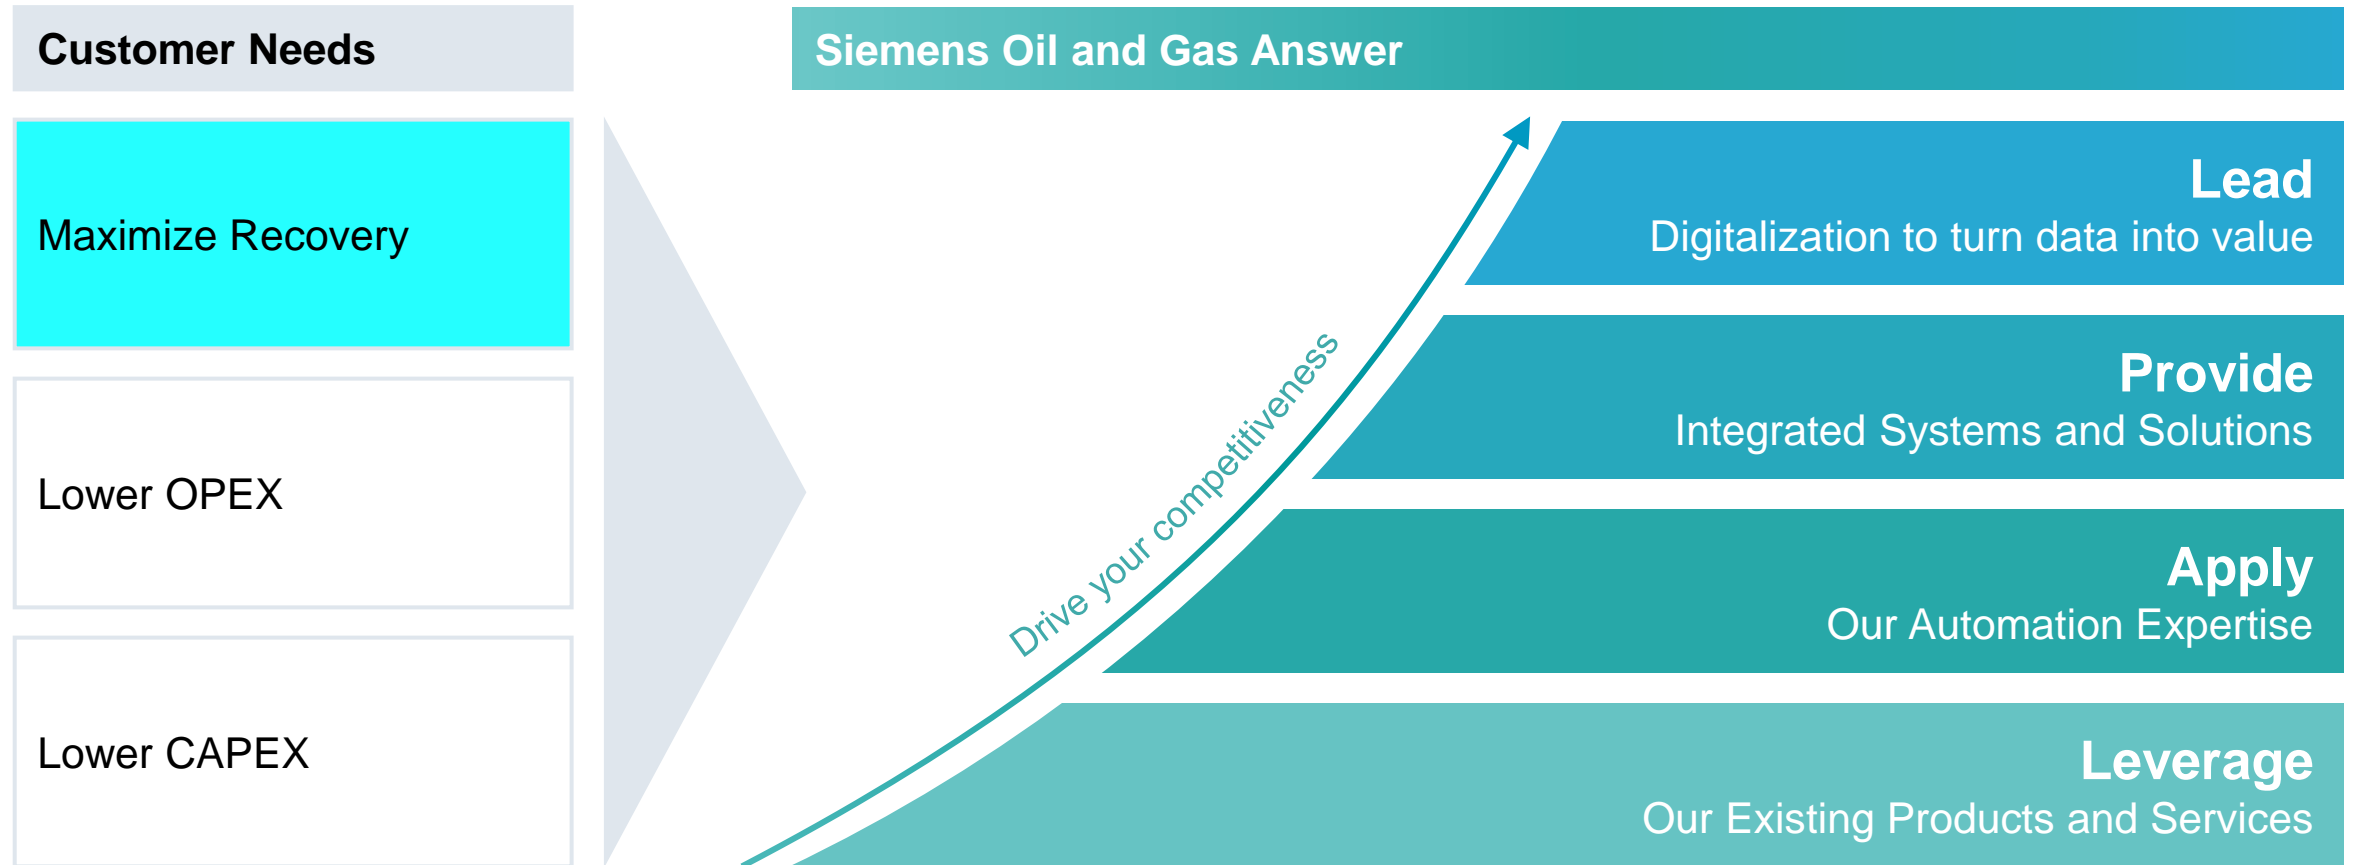 Customer Needs
Maximize Recovery
Lower OPEX
Lower CAPEX
Siemens Oil and Gas Answer
Drive your competitiveness
Lead
Digitalization to turn data into value
Provide
Integrated Systems and Solutions
Apply
Our Automation Expertise
Leverage
Our Existing Products and Services